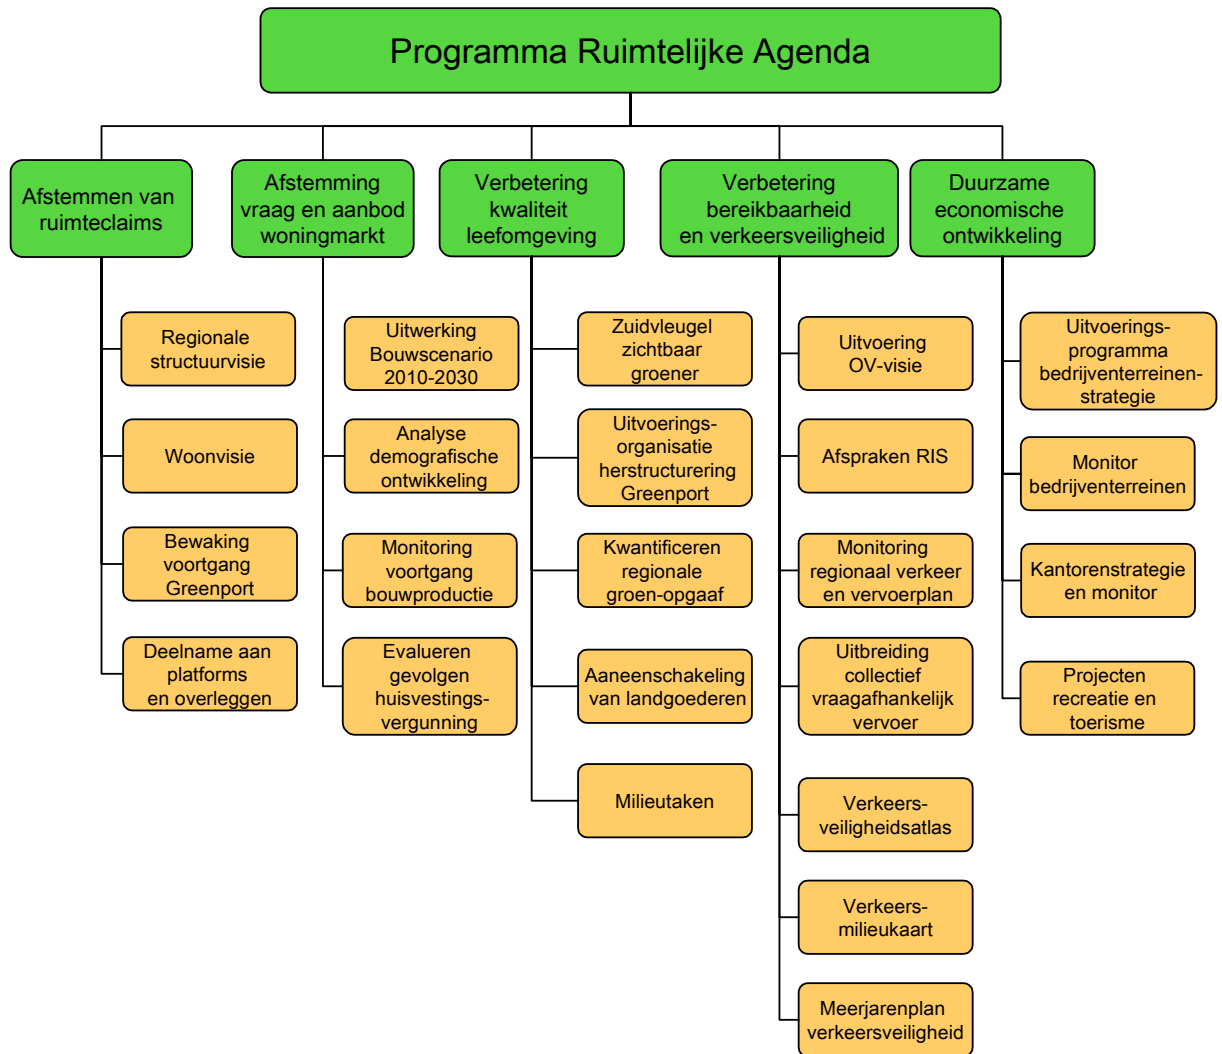 Programma Ruimtelijke Agenda
Afstemmen van
ruimteclaims
Afstemming
vraag en aanbod
woningmarkt
Verbetering
kwaliteit
leefomgeving
Verbetering
bereikbaarheid
en verkeersveiligheid
Duurzame
economische
ontwikkeling
Regionale
structuurvisie
Woonvisie
Bewaking
voortgang
Greenport
Deelname aan
platforms
en overleggen
Uitwerking
Bouwscenario
2010-2030
Analyse
demografische
ontwikkeling
Monitoring
voortgang
bouwproductie
Evalueren
gevolgen
huisvestings-
vergunning
Zuidvleugel
zichtbaar
groener
Uitvoerings-
organisatie
herstructurering
Greenport
Kwantificeren
regionale
groen-opgaaf
Aaneenschakeling
van landgoederen
Milieutaken
Uitvoering
OV-visie
Afspraken RIS
Monitoring
regionaal verkeer
en vervoerplan
Uitbreiding
collectief
vraagafhankelijk
vervoer
Verkeers-
veiligheidsatlas
Verkeers-
milieukaart
Meerjarenplan
verkeersveiligheid
Uitvoerings-
programma
bedrijventerreinen-
strategie
Monitor
bedrijventerreinen
Kantorenstrategie
en monitor
Projecten
recreatie en
toerisme